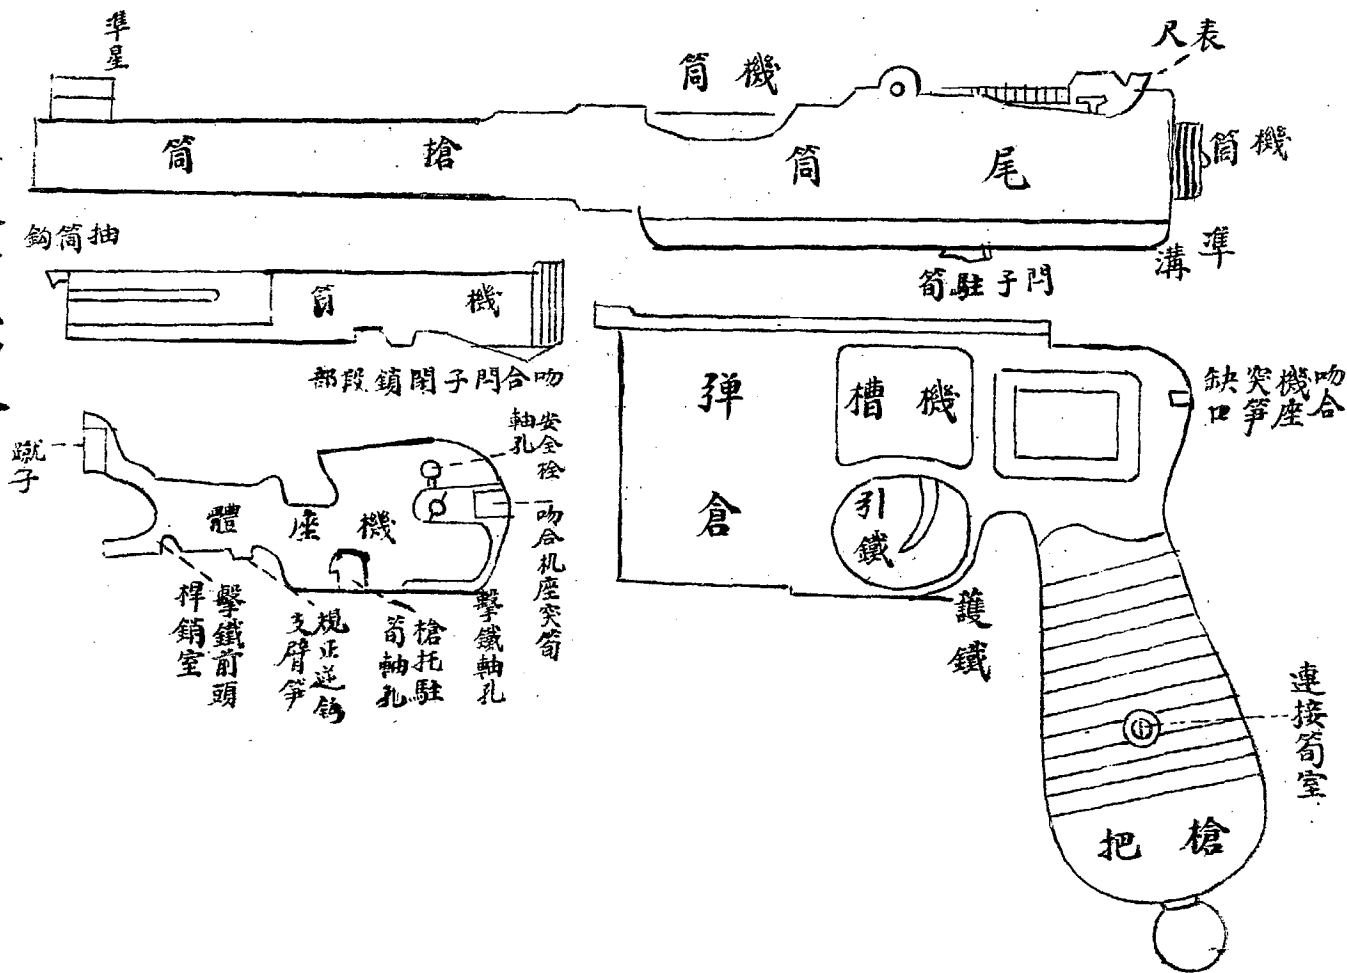 準星
表尺
機筒
槍筒
尾筒
機筒
準溝
閂子駐筍
抽筒鈎
機筒
吻合閂子閉鎖段部
彈倉
機槽
吻合機座突笋缺口
引鐵
護鐵
連接筍室
槍把
蹴子
安全栓軸孔
機座體
吻合机座突筍
擊鐵軸孔
槍托駐筍軸孔
規正逆鈎支臂笋
擊鐵前頭桿銷室